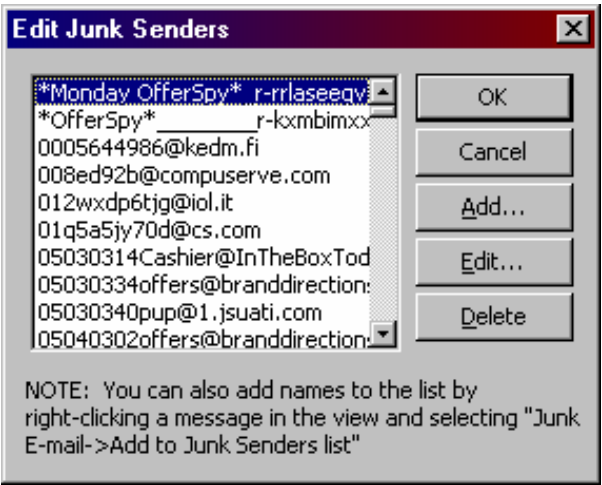 Edit Junk Senders
*Monday OfferSpy*_r-rrlaseeqv
*OfferSpy*__________r-kxmbimxx
0005644986@kedm.fi
008ed92b@compuserve.com
012wxdp6tjg@iol.it
01q5a5jy70d@cs.com
05030314Cashier@InTheBoxTod
05030334offers@branddirections
05030340pup@1.jsuati.com
05040302offers@branddirections
OK
Cancel
Add...
Edit...
Delete
NOTE:  You can also add names to the list by
right-clicking a message in the view and selecting "Junk
E-mail->Add to Junk Senders list"